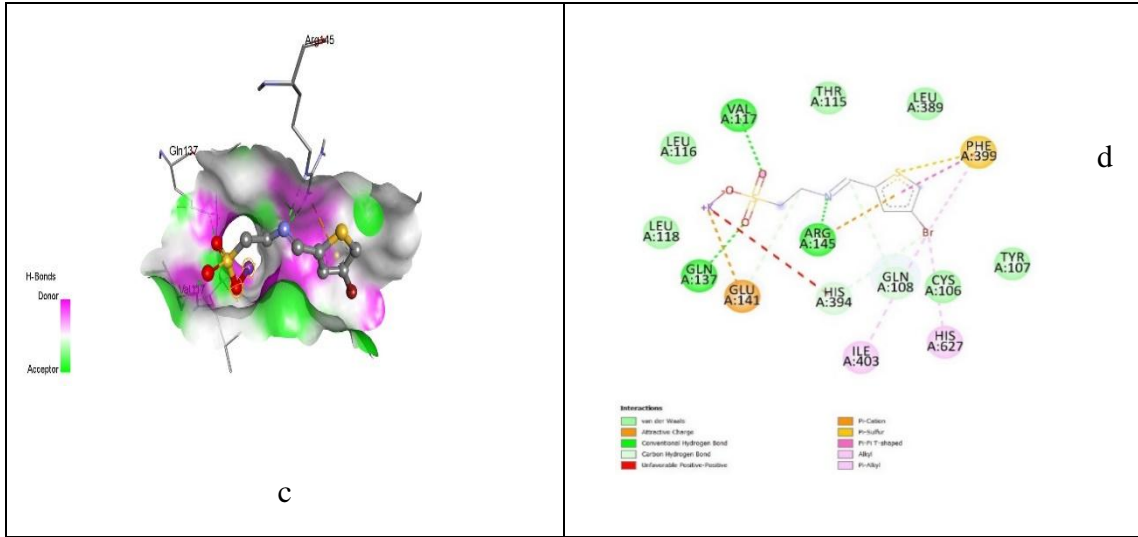 Arg145
Gln137
Val117
H-Bonds
Donor
Acceptor
c
THR
A:115
LEU
A:389
VAL
A:117
LEU
A:116
PHE
A:399
d
O
O
O
S
N
S
Br
LEU
A:118
ARG
A:145
GLN
A:137
GLU
A:141
HIS
A:394
GLN
A:108
CYS
A:106
TYR
A:107
ILE
A:403
HIS
A:627
Interactions
van der Waals
Attractive Charge
Conventional Hydrogen Bond
Carbon Hydrogen Bond
Unfavorable Positive-Positive
Pi-Cation
Pi-Sulfur
Pi-Pi T-shaped
Alkyl
Pi-Alkyl